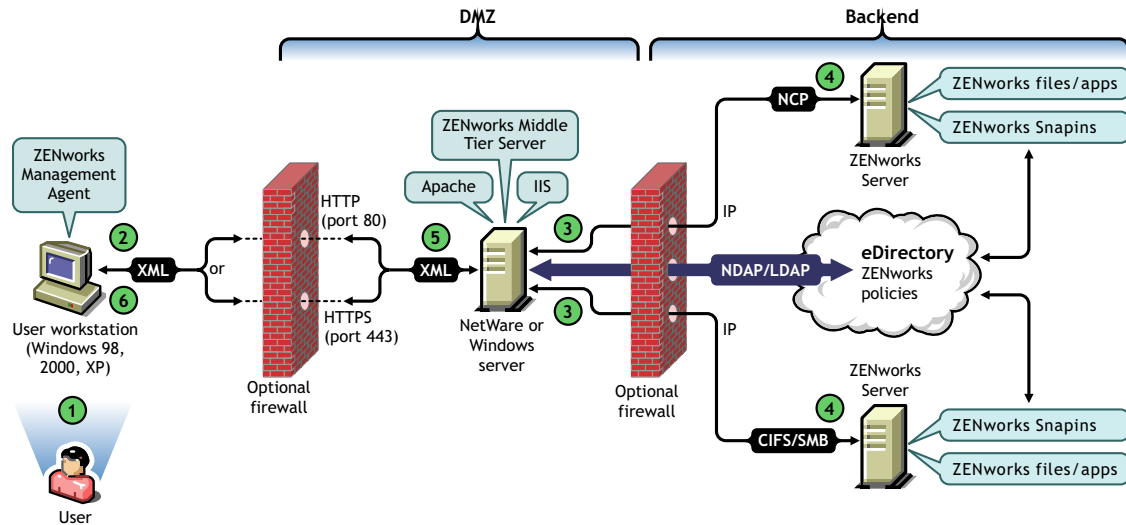 DMZ
Backend
ZENworks
Management
Agent
2
XML
6
User workstation
(Windows 98,
2000, XP)
1
User
or
HTTP
(port 80)
HTTPS
(port 443)
Optional
firewall
ZENworks Middle
Tier Server
Apache
IIS
5
XML
NetWare or
Windows
server
3
3
Optional
firewall
IP
IP
NDAP/LDAP
NCP
4
ZENworks
Server
ZENworks files/apps
ZENworks Snapins
eDirectory
ZENworks
policies
ZENworks
Server
4
CIFS/SMB
ZENworks Snapins
ZENworks files/apps